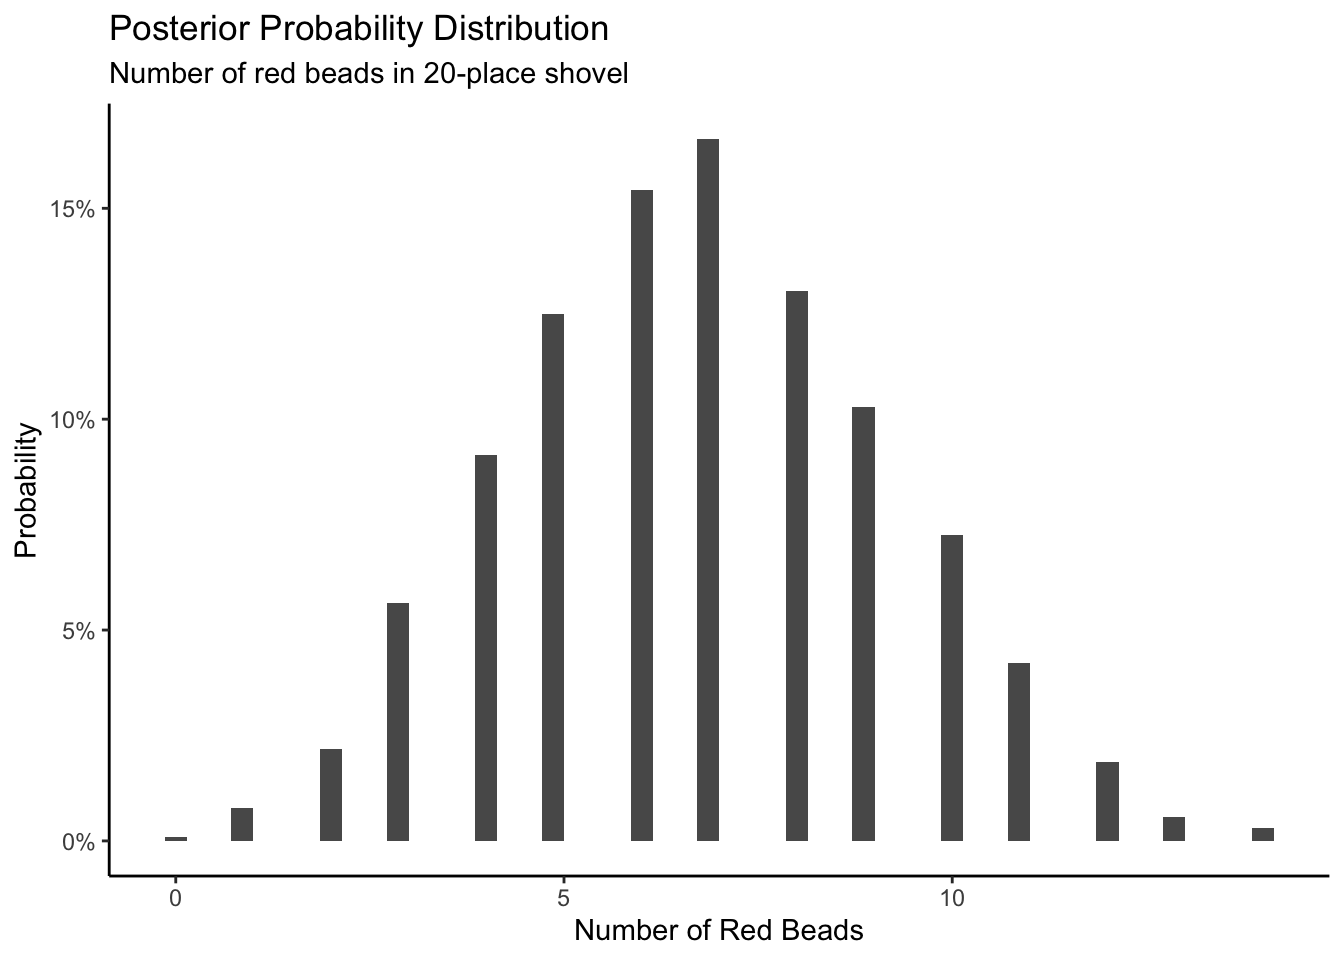 Posterior Probability Distribution
Number of red beads in 20-place shovel
Probability
15%
10%
5%
0%
0 5 10
Number of Red Beads